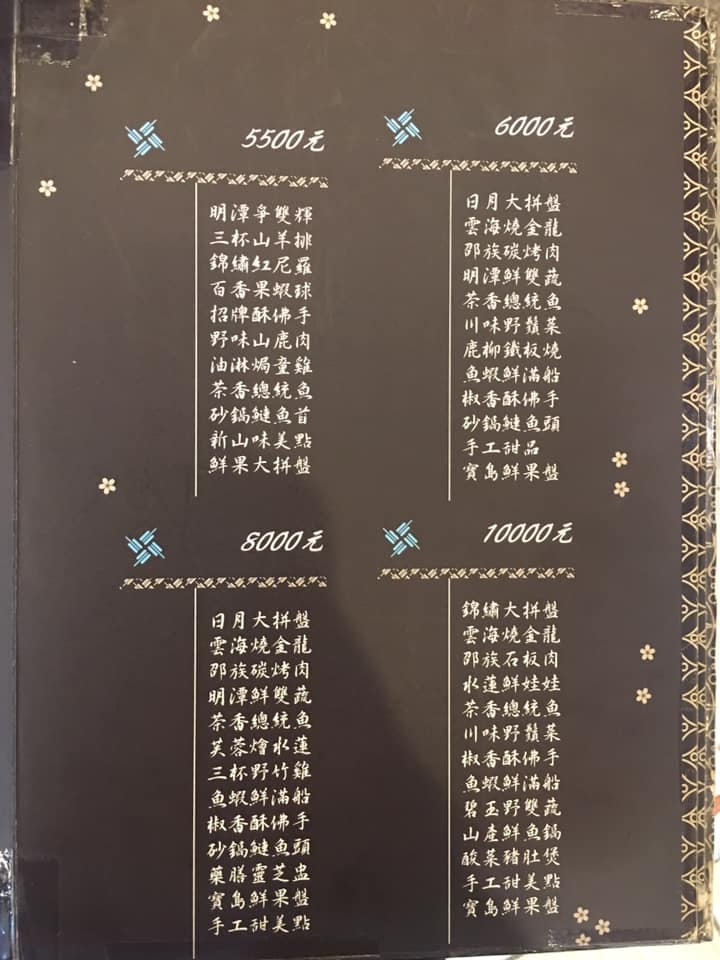 5500元
明潭爭雙輝
三杯山羊排
錦繡紅尼羅
百香果蝦球
招牌酥佛手
野味山鹿肉
油淋焗童雞
茶香總統魚
砂鍋鰱魚首
新山味美點
鮮果大拼盤
6000元
日月大拼盤
雲海燒金龍
邵族碳烤肉
明潭鮮雙蔬
茶香總統魚
川味野鬚菜
鹿柳鐵板燒
魚蝦鮮滿船
椒香酥佛手
砂鍋鰱魚頭
手工甜品
寶島鮮果盤
8000元
日月大拼盤
雲海燒金龍
邵族碳烤肉
明潭鮮雙蔬
茶香總統魚
芙蓉燴水蓮
三杯野竹雞
魚蝦鮮滿船
椒香酥佛手
砂鍋鰱魚頭
藥膳靈芝盅
寶島鮮果盤
手工甜美點
10000元
錦繡大拼盤
雲海燒金龍
邵族石板肉
水蓮鮮娃娃
茶香總統魚
川味野鬚菜
椒香酥佛手
魚蝦鮮滿船
碧玉野雙蔬
山產鮮魚鍋
酸菜豬肚煲
手工甜美點
寶島鮮果盤